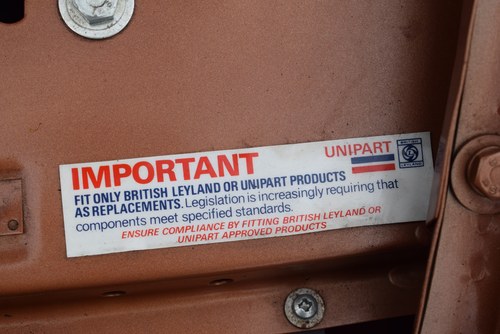 IMPORTANT
UNIPART
FIT ONLY BRITISH LEYLAND OR UNIPART PRODUCTS
AS REPLACEMENTS. Legislation is increasingly requiring that
components meet specified standards.
ENSURE COMPLIANCE BY FITTING BRITISH LEYLAND OR
UNIPART APPROVED PRODUCTS